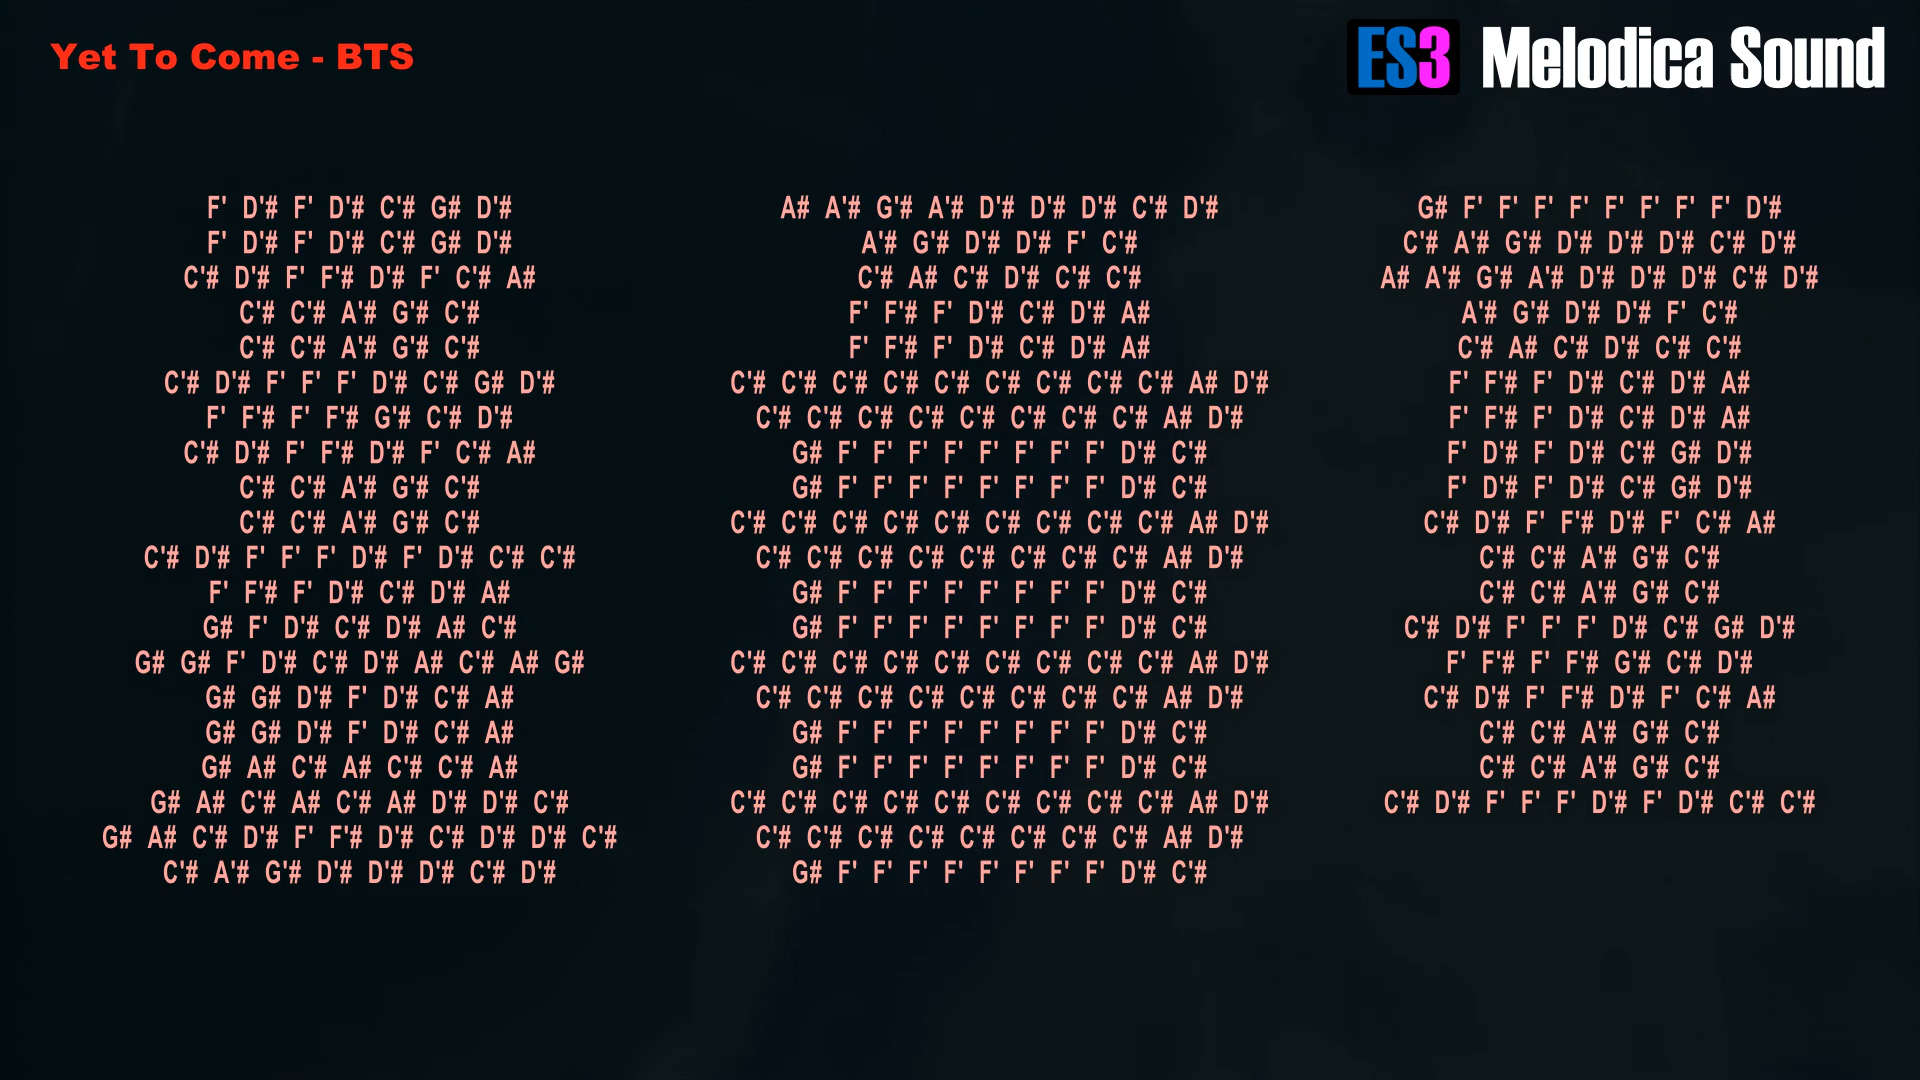 Yet To Come - BTS
ES3 Melodica Sound
F' D'# F' D'# C'# G# D'#
F' D'# F' D'# C'# G# D'#
C'# D'# F' F'# D'# F' C'# A#
C'# C'# A'# G'# C'#
C'# C'# A'# G'# C'#
C'# D'# F' F' F' D'# C'# G# D'#
F' F'# F' F'# G'# C'# D'#
C'# D'# F' F'# D'# F' C'# A#
C'# C'# A'# G'# C'#
C'# C'# A'# G'# C'#
C'# D'# F' F' F' D'# F' D'# C'# C'#
F' F'# F' D'# C'# D'# A#
G# F' D'# C'# D'# A# C'#
G# G# F' D'# C'# D'# A# C'# A# G#
G# G# D'# F' D'# C'# A#
G# G# D'# F' D'# C'# A#
G# A# C'# A# C'# C'# A#
G# A# C'# A# C'# A# D'# D'# C'#
G# A# C'# D'# F' F'# D'# C'# D'# D'# C'#
C'# A'# G'# D'# D'# D'# C'# D'#
A# A'# G'# A'# D'# D'# D'# C'# D'#
A'# G'# D'# D'# F' C'#
C'# A# C'# D'# C'# C'#
F' F'# F' D'# C'# D'# A#
F' F'# F' D'# C'# D'# A#
C'# C'# C'# C'# C'# C'# C'# C'# C'# A# D'#
C'# C'# C'# C'# C'# C'# C'# C'# A# D'#
G# F' F' F' F' F' F' F' F' D'# C'#
G# F' F' F' F' F' F' F' F' D'# C'#
C'# C'# C'# C'# C'# C'# C'# C'# C'# A# D'#
C'# C'# C'# C'# C'# C'# C'# C'# A# D'#
G# F' F' F' F' F' F' F' F' D'# C'#
G# F' F' F' F' F' F' F' F' D'# C'#
C'# C'# C'# C'# C'# C'# C'# C'# C'# A# D'#
C'# C'# C'# C'# C'# C'# C'# C'# A# D'#
G# F' F' F' F' F' F' F' F' D'# C'#
G# F' F' F' F' F' F' F' F' D'# C'#
C'# C'# C'# C'# C'# C'# C'# C'# C'# A# D'#
C'# C'# C'# C'# C'# C'# C'# C'# A# D'#
G# F' F' F' F' F' F' F' F' D'# C'#
G# F' F' F' F' F' F' F' F' D'#
C'# A'# G'# D'# D'# D'# C'# D'#
A# A'# G'# A'# D'# D'# D'# C'# D'#
A'# G'# D'# D'# F' C'#
C'# A# C'# D'# C'# C'#
F' F'# F' D'# C'# D'# A#
F' F'# F' D'# C'# D'# A#
F' D'# F' D'# C'# G# D'#
F' D'# F' D'# C'# G# D'#
C'# D'# F' F'# D'# F' C'# A#
C'# C'# A'# G'# C'#
C'# C'# A'# G'# C'#
C'# D'# F' F' F' D'# C'# G# D'#
F' F'# F' F'# G'# C'# D'#
C'# D'# F' F'# D'# F' C'# A#
C'# C'# A'# G'# C'#
C'# C'# A'# G'# C'#
C'# D'# F' F' F' D'# F' D'# C'# C'#